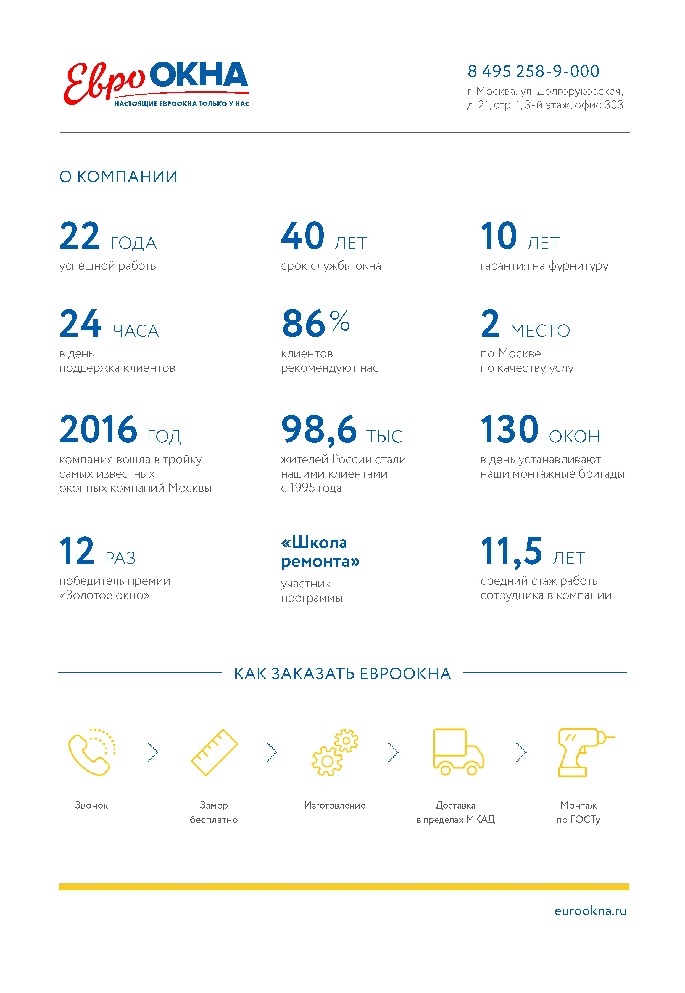 Евро ОКНА
НАСТОЯЩИЕ ЕВРООКНА ТОЛЬКО У НАС
8 495 258-9-000
г. Москва, ул. Долгоруковская,
д. 21, стр. 1, 3-й этаж, офис 303
О КОМПАНИИ
22 ГОДА
успешной работы
40 ЛЕТ
срок службы окна
10 ЛЕТ
гарантия на фурнитуру
24 ЧАСА
в день
поддержка клиентов
86%
клиентов
рекомендуют нас
2 МЕСТО
по Москве
по качеству услуг
2016 ГОД
компания вошла в тройку
самых известных
оконных компаний Москвы
98,6 ТЫС
жителей России стали
нашими клиентами
с 1995 года
130 ОКОН
в день устанавливают
наши монтажные бригады
12 РАЗ
победитель премии
«Золотое окно»
«Школа
ремонта»
участник
программы
11,5 ЛЕТ
средний стаж работы
сотрудника в компании
КАК ЗАКАЗАТЬ ЕВРООКНА
Звонок
Замер
бесплатно
Изготовление
Доставка
в пределах МКАД
Монтаж
по ГОСТу
eurookna.ru